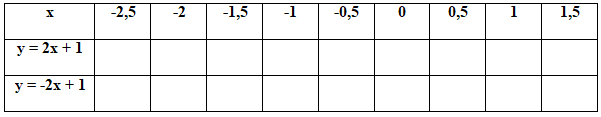 x -2,5 -2 -1,5 -1 -0,5 0 0,5 1 1,5
y = 2x + 1
y = -2x + 1